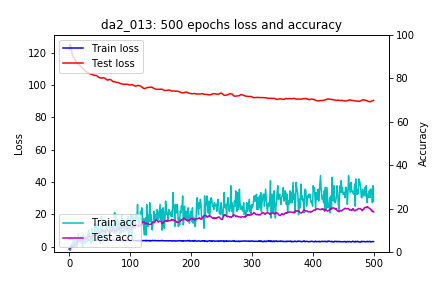 da2_013: 500 epochs loss and accuracy
Train loss
Test loss
Train acc
Test acc
Loss
Accuracy
120
100
80
60
40
20
0
100
80
60
40
20
0
0
100
200
300
400
500